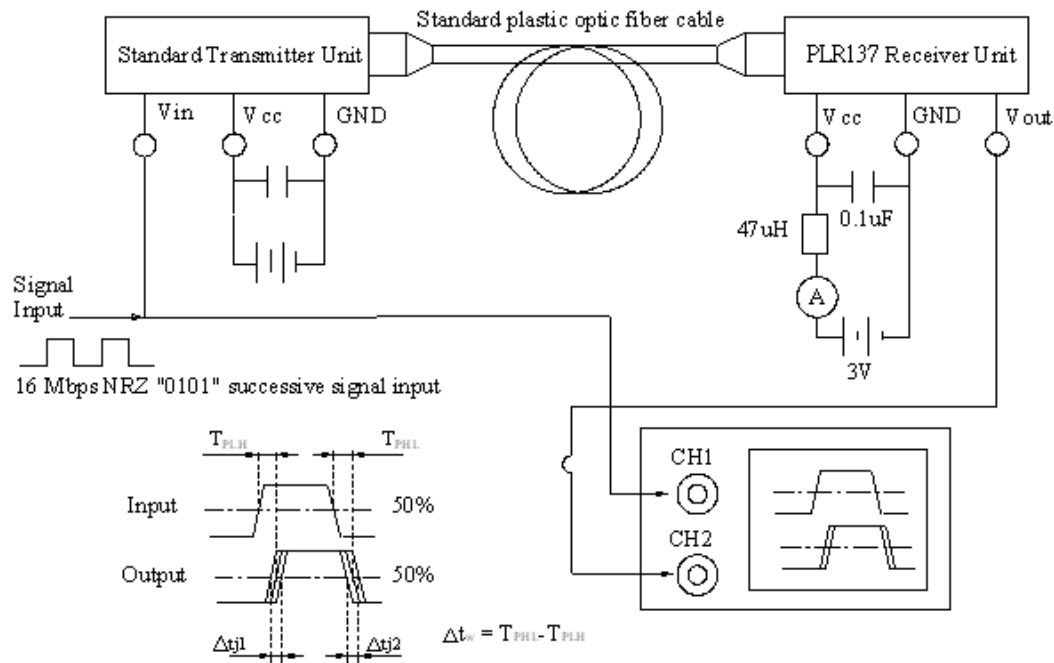 Standard plastic optic fiber cable
Standard Transmitter Unit
PLR137 Receiver Unit
Vin
Vcc
GND
Vcc
GND
Vout
47uH
0.1uF
A
3V
Signal
Input
16 Mbps NRZ "0101" successive signal input
TPLH
TPHL
Input
50%
Output
50%
Δtj1
Δtj2
Δtw = TPHL-TPLH
CH1
CH2